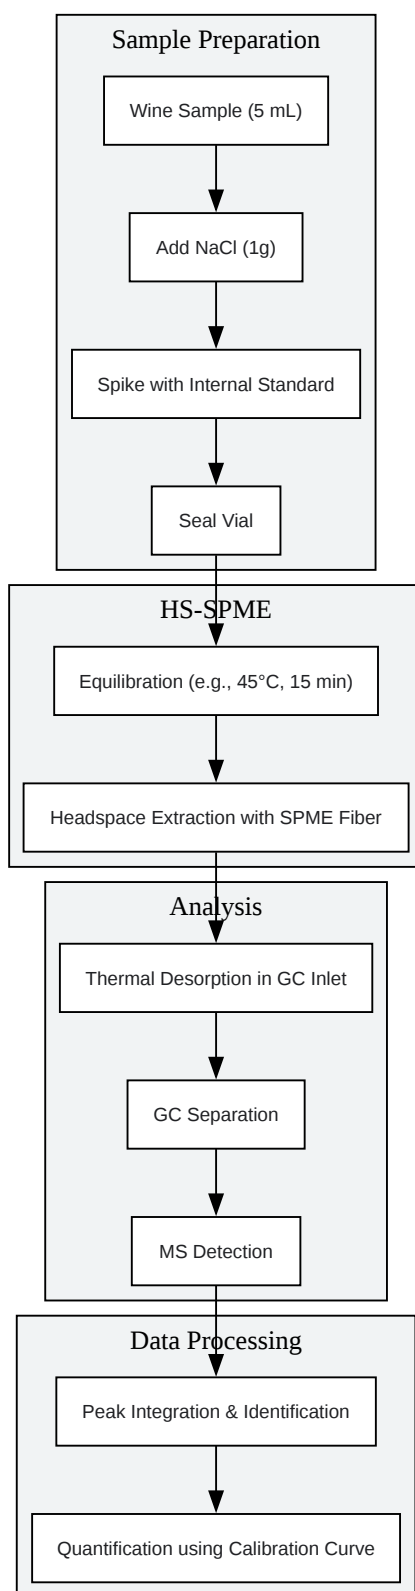 Sample Preparation
Wine Sample (5 mL)
Add NaCl (1g)
Spike with Internal Standard
Seal Vial
HS-SPME
Equilibration (e.g., 45°C, 15 min)
Headspace Extraction with SPME Fiber
Analysis
Thermal Desorption in GC Inlet
GC Separation
MS Detection
Data Processing
Peak Integration & Identification
Quantification using Calibration Curve